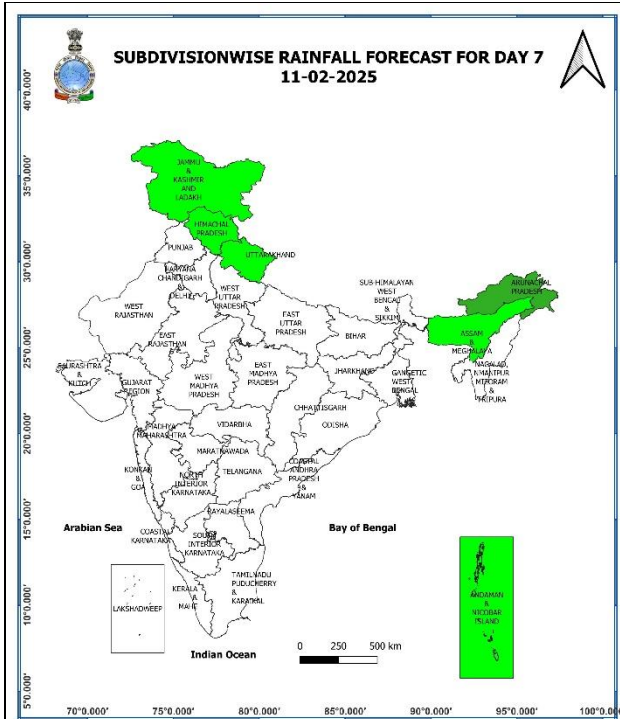 SUBDIVISIONWISE RAINFALL FORECAST FOR DAY 7
11-02-2025
JAMMU
&
KASHMIR
AND
LADAKH
HIMACHAL
PRADESH
PUNJAB
UTTARAKHAND
HARYANA
CHANDIGARH
&
DELHI
WEST
UTTAR
PRADESH
WEST
RAJASTHAN
EAST
RAJASTHAN
EAST
UTTAR
PRADESH
SUB-HIMALAYAN
WEST
BENGAL
&
SIKKIM
ARUNACHAL
PRADESH
ASSAM
&
MEGHALAYA
NAGALAD
MANIPUR
MIZORAM
&
TRIPURA
BIHAR
JHARKHAND
GANGETIC
WEST
BENGAL
SAURASHTRA
&
KUTCH
GUJARAT
REGION
WEST
MADHYA
PRADESH
EAST
MADHYA
PRADESH
CHHATTISGARH
ODISHA
MADHYA
MAHARASHTRA
VIDARBHA
MARATHAWADA
KONKAN
&
GOA
NORTH
INTERIOR
KARNATAKA
TELANGANA
COASTAL
ANDHRA
PRADESH
&
YANAM
RAYALASEEMA
COASTAL
KARNATAKA
SOUTH
INTERIOR
KARNATAKA
TAMILNADU
PUDUCHERRY
&
KARAIKAL
KERALA
&
MAHE
LAKSHADWEEP
ANDAMAN
&
NICOBAR
ISLAND
Arabian Sea
Bay of Bengal
Indian Ocean
0 250 500 km
40°0.000'
35°0.000'
30°0.000'
25°0.000'
20°0.000'
15°0.000'
10°0.000'
5°0.000'
70°0.000' 75°0.000' 80°0.000' 85°0.000' 90°0.000' 95°0.000'